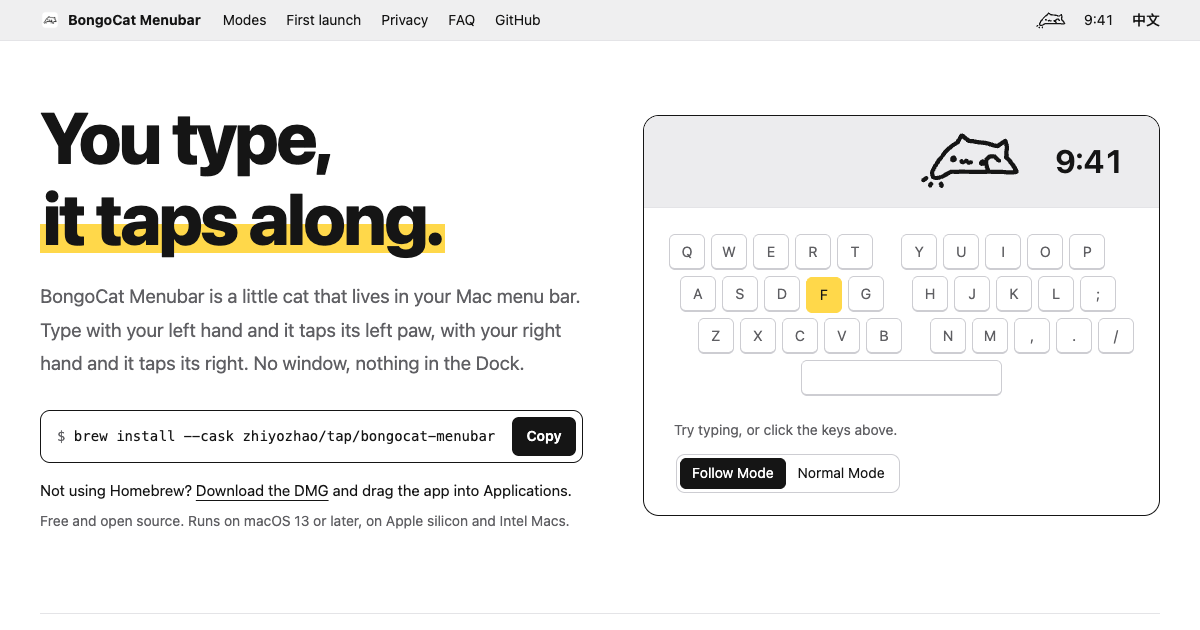 BongoCat Menubar Modes First launch Privacy FAQ GitHub 9:41 中文
You type,
it taps along.
BongoCat Menubar is a little cat that lives in your Mac menu bar.
Type with your left hand and it taps its left paw, with your right
hand and it taps its right. No window, nothing in the Dock.
$ brew install --cask zhiyozhao/tap/bongocat-menubar Copy
Not using Homebrew? Download the DMG and drag the app into Applications.
Free and open source. Runs on macOS 13 or later, on Apple silicon and Intel Macs.
9:41
Q W E R T Y U I O P
A S D F G H J K L ;
Z X C V B N M , . /
Try typing, or click the keys above.
Follow Mode Normal Mode